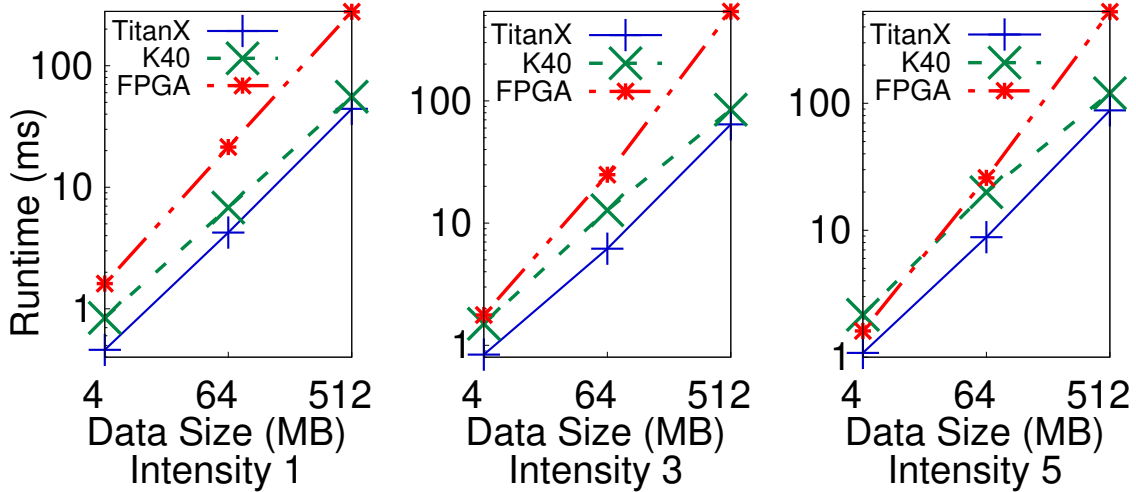 TitanX
K40
FPGA
100
10
1
Runtime (ms)
4 64 512
Data Size (MB)
Intensity 1
TitanX
K40
FPGA
100
10
1
4 64 512
Data Size (MB)
Intensity 3
TitanX
K40
FPGA
100
10
1
4 64 512
Data Size (MB)
Intensity 5